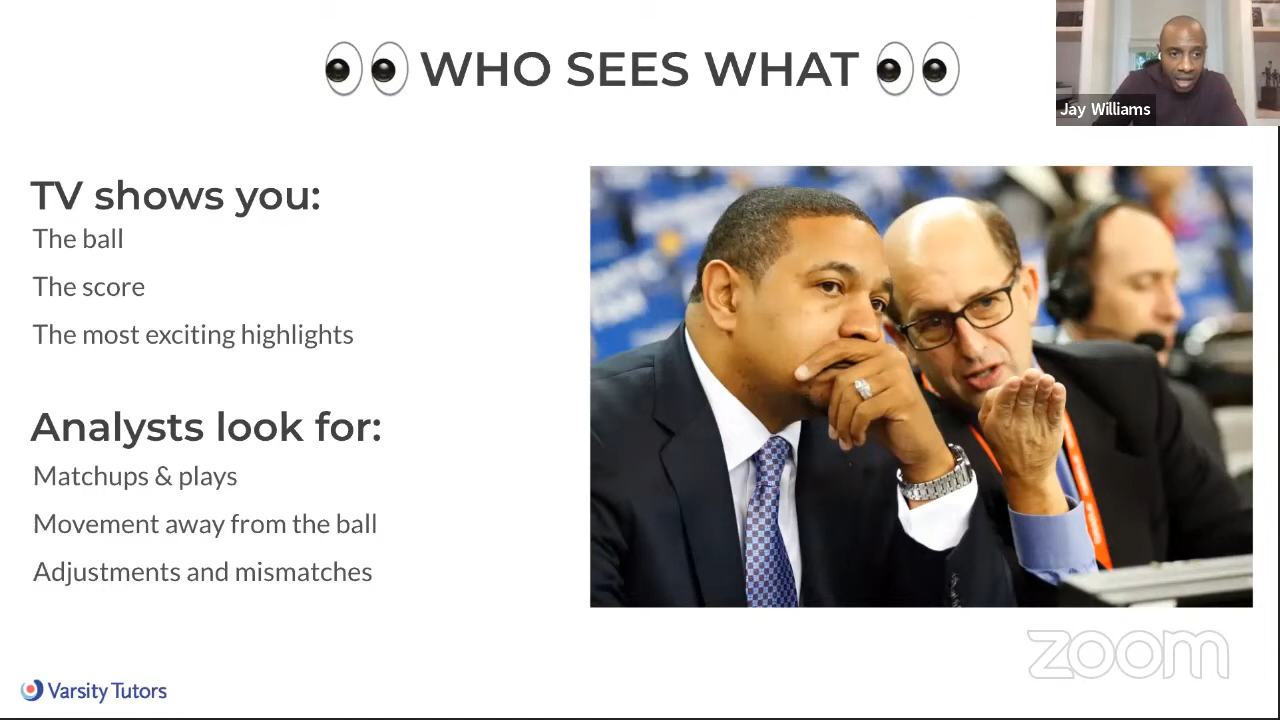 WHO SEES WHAT
Jay Williams
TV shows you:
The ball
The score
The most exciting highlights
Analysts look for:
Matchups & plays
Movement away from the ball
Adjustments and mismatches
zoom
Varsity Tutors